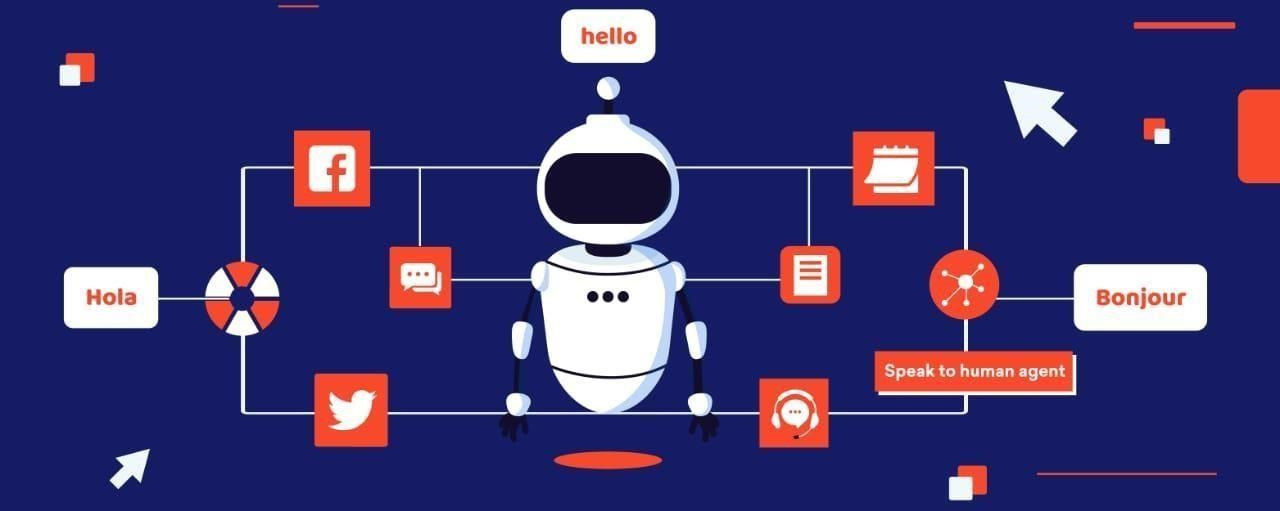 hello
Hola
Bonjour
Speak to human agent